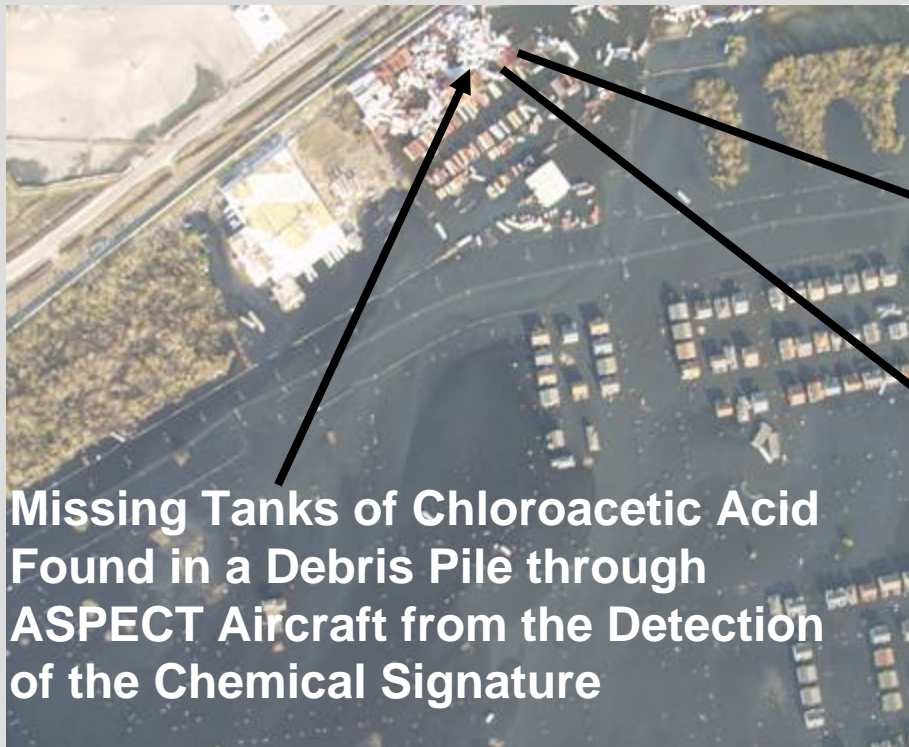 Missing Tanks of Chloroacetic Acid
Found in a Debris Pile through
ASPECT Aircraft from the Detection
of the Chemical Signature